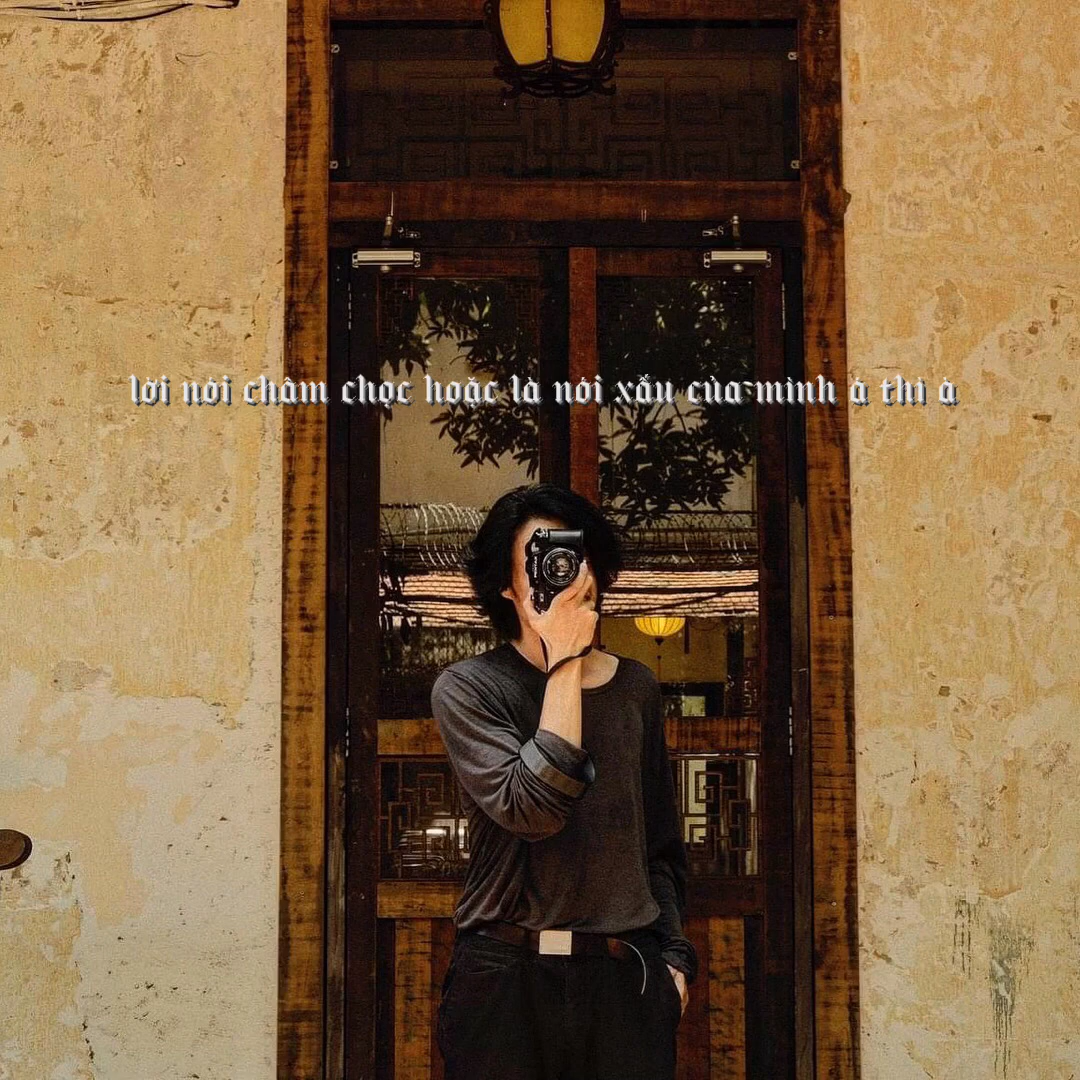 lời nói châm chọc hoặc là nói xấu của mình á thì à